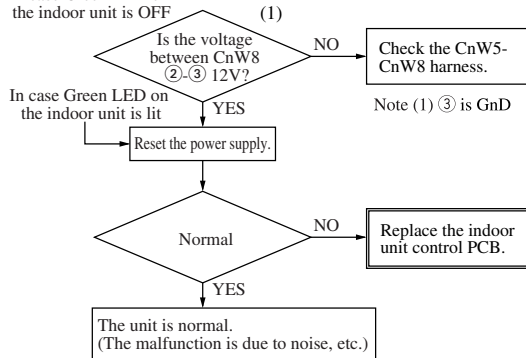 the indoor unit is OFF
(1)
Is the voltage
between CnW8
②-③ 12V?
NO
Check the CnW5-
CnW8 harness.
Note (1) ③ is GnD
YES
In case Green LED on
the indoor unit is lit
Reset the power supply.
Normal
NO
Replace the indoor
unit control PCB.
YES
The unit is normal.
(The malfunction is due to noise, etc.)